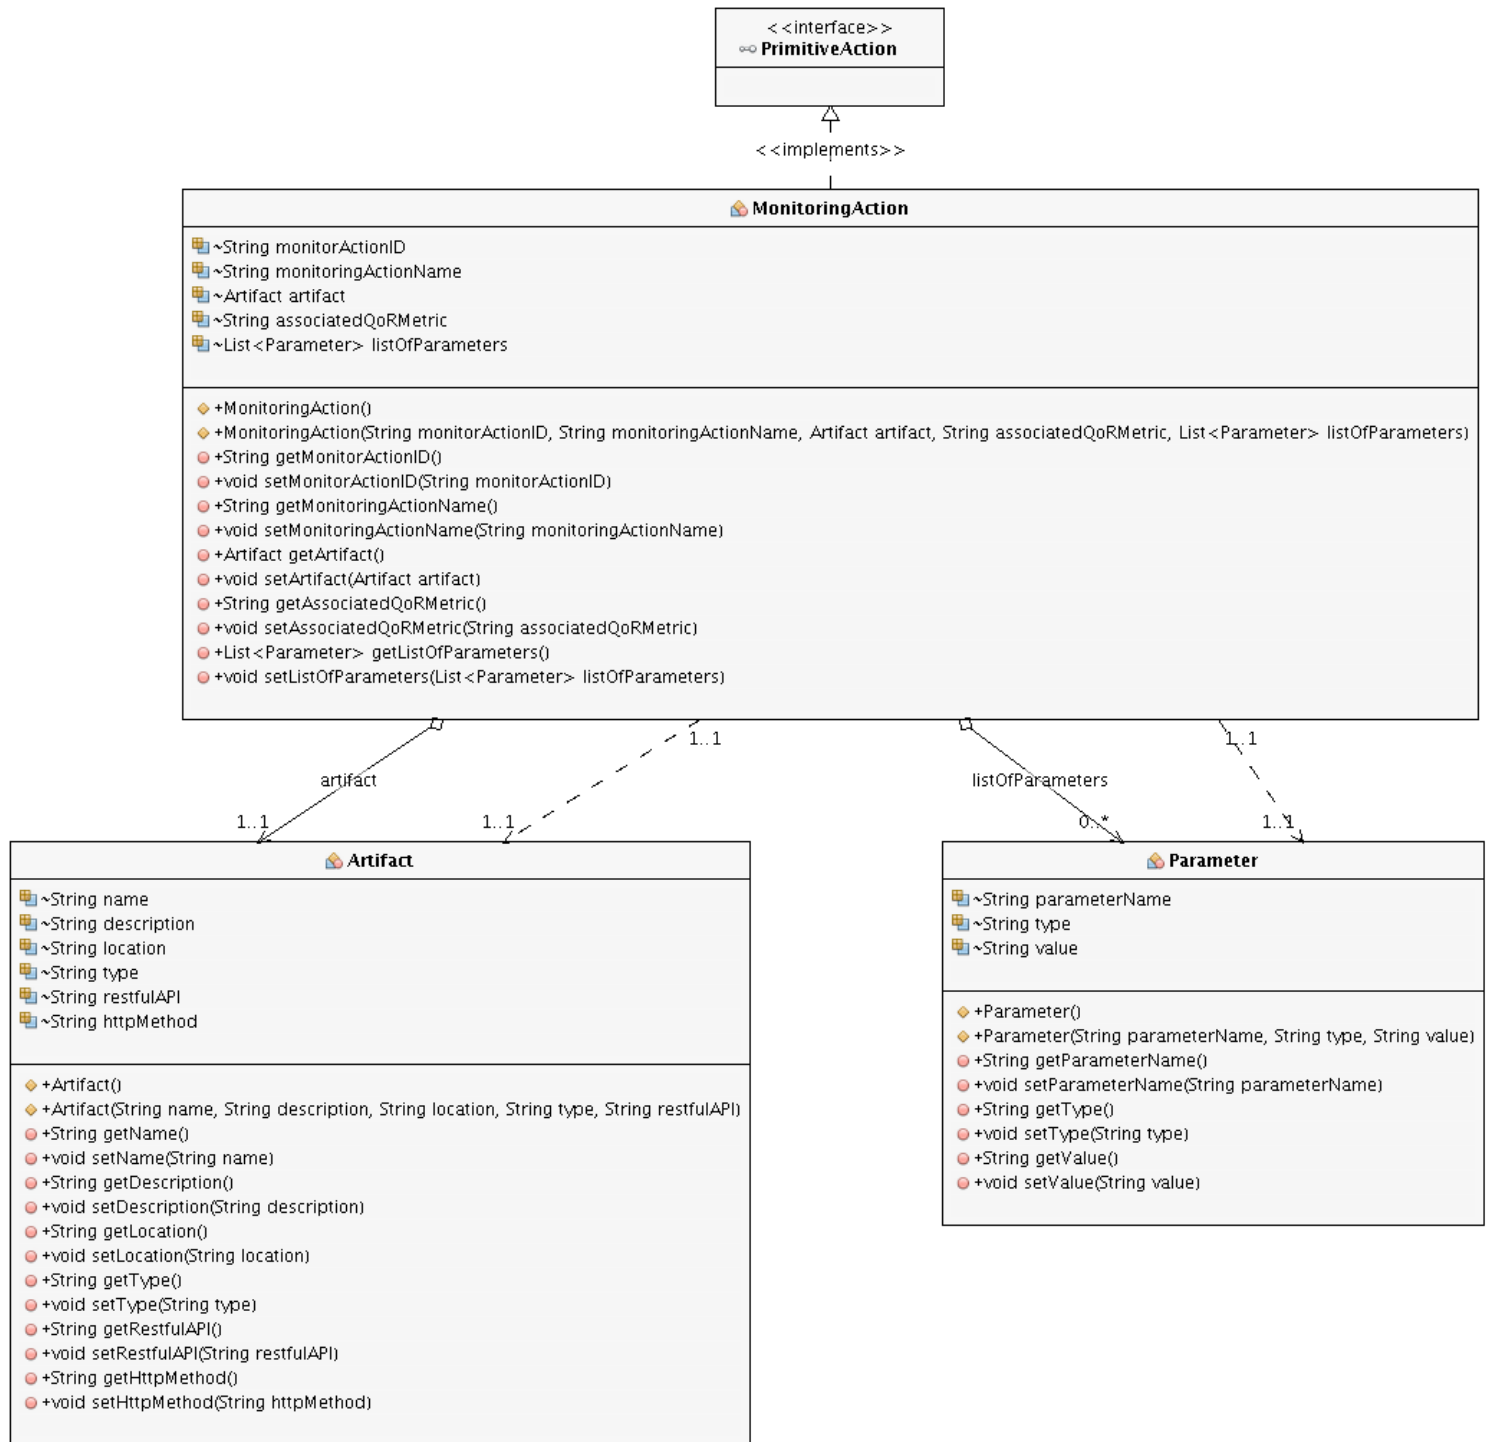 <<interface>>
PrimitiveAction
<<implements>>
MonitoringAction
~String monitorActionID
~String monitoringActionName
~Artifact artifact
~String associatedQoRMetric
~List<Parameter> listOfParameters
+MonitoringAction()
+MonitoringAction(String monitorActionID, String monitoringActionName, Artifact artifact, String associatedQoRMetric, List<Parameter> listOfParameters)
+String getMonitorActionID()
+void setMonitorActionID(String monitorActionID)
+String getMonitoringActionName()
+void setMonitoringActionName(String monitoringActionName)
+Artifact getArtifact()
+void setArtifact(Artifact artifact)
+String getAssociatedQoRMetric()
+void setAssociatedQoRMetric(String associatedQoRMetric)
+List<Parameter> getListOfParameters()
+void setListOfParameters(List<Parameter> listOfParameters)
1..1
1..1
artifact
listOfParameters
1..1
1..1
0..*
1..1
Artifact
~String name
~String description
~String location
~String type
~String restfulAPI
~String httpMethod
+Artifact()
+Artifact(String name, String description, String location, String type, String restfulAPI)
+String getName()
+void setName(String name)
+String getDescription()
+void setDescription(String description)
+String getLocation()
+void setLocation(String location)
+String getType()
+void setType(String type)
+String getRestfulAPI()
+void setRestfulAPI(String restfulAPI)
+String getHttpMethod()
+void setHttpMethod(String httpMethod)
Parameter
~String parameterName
~String type
~String value
+Parameter()
+Parameter(String parameterName, String type, String value)
+String getParameterName()
+void setParameterName(String parameterName)
+String getType()
+void setType(String type)
+String getValue()
+void setValue(String value)